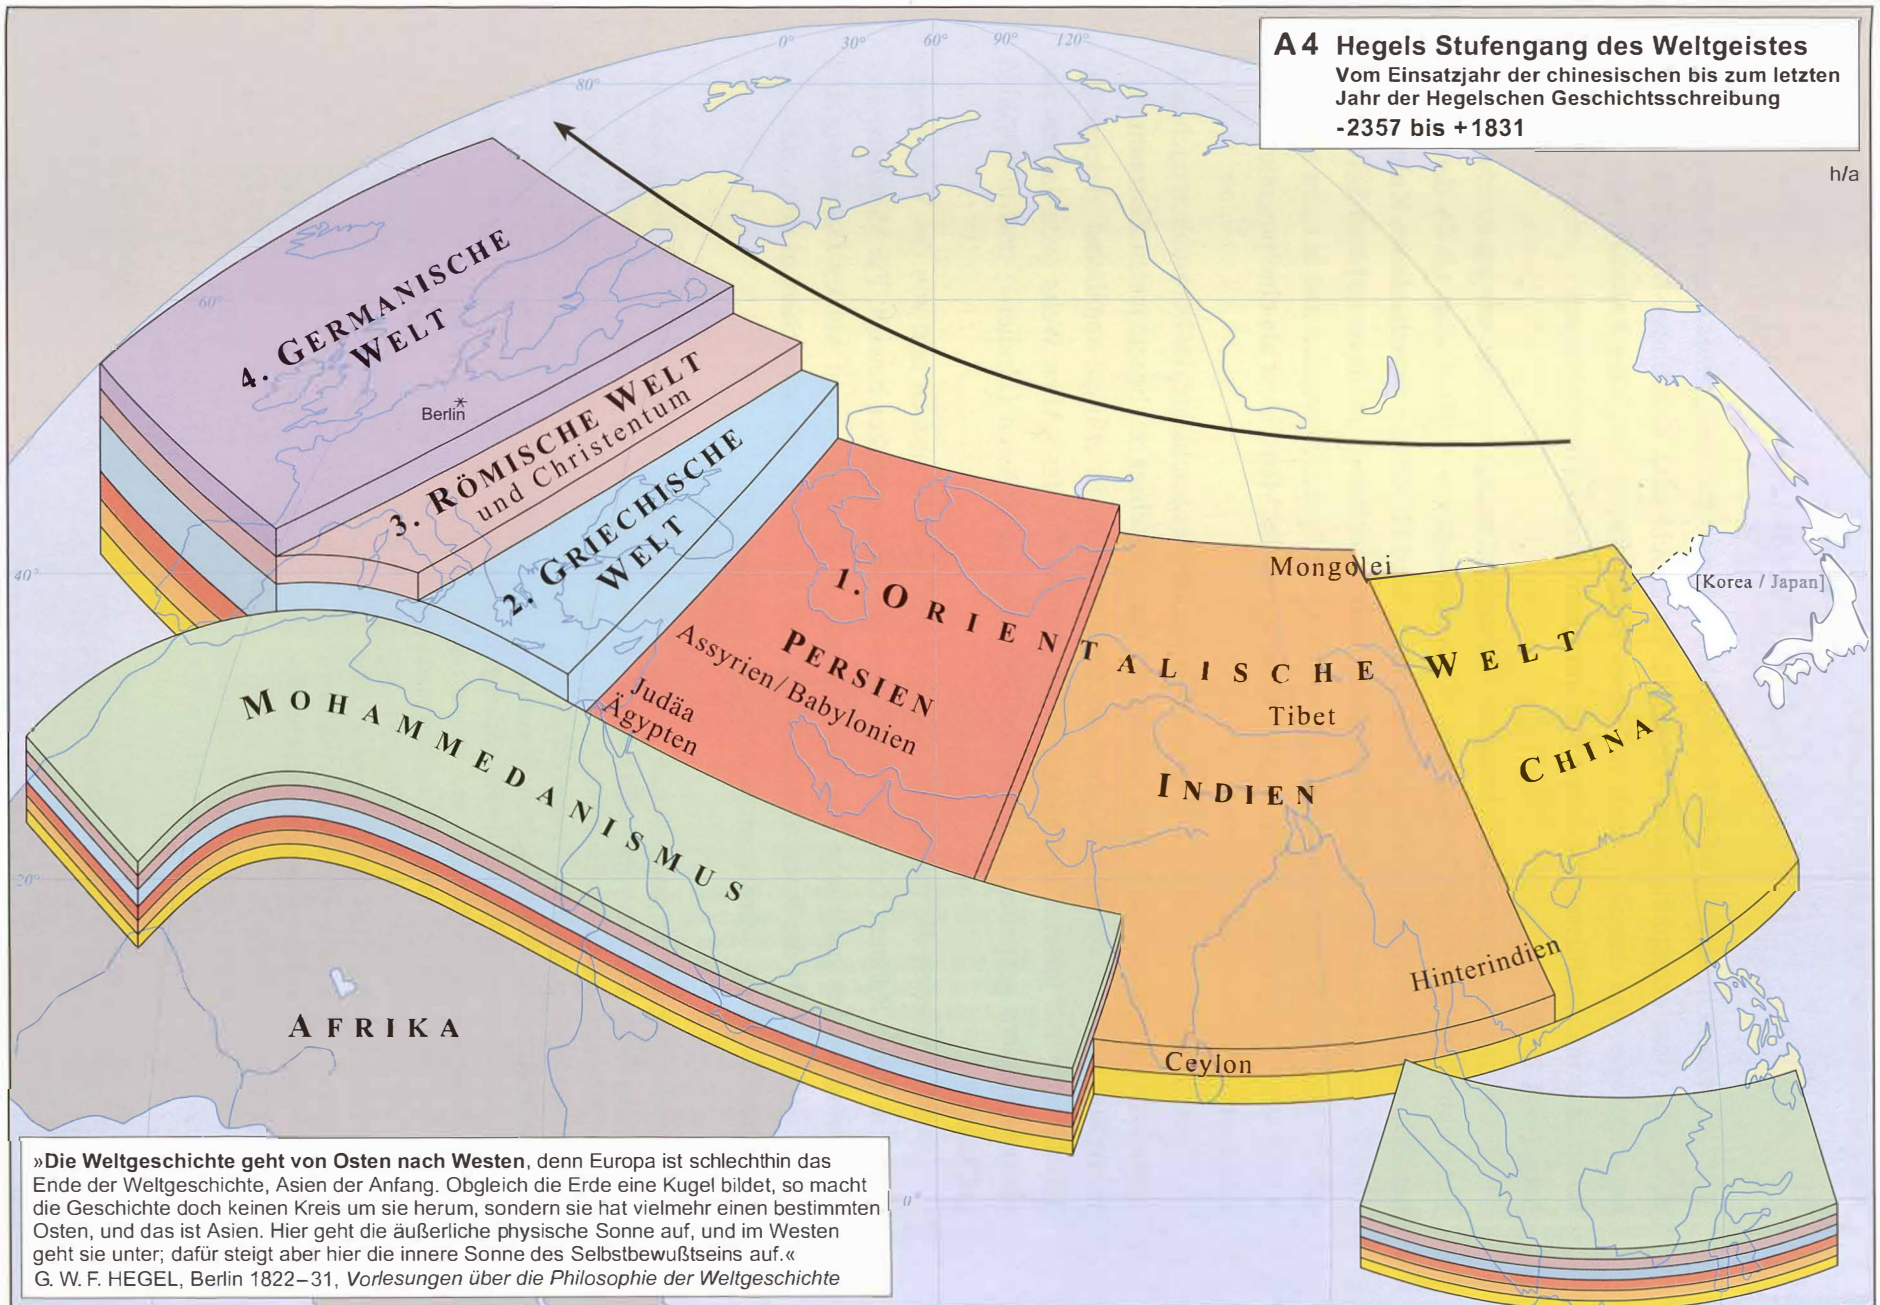 A4 Hegels Stufengang des Weltgeistes
Vom Einsatzjahr der chinesischen bis zum letzten
Jahr der Hegelschen Geschichtsschreibung
-2357 bis +1831
h/a
0° 30° 60° 90° 120°
80°
60°
40°
20°
0°
4. GERMANISCHE
WELT
Berlin
3. RÖMISCHE WELT
und Christentum
2. GRIECHISCHE
WELT
1. ORIENTALISCHE WELT
PERSIEN
Assyrien/Babylonien
Judäa
Ägypten
Mongolei
[Korea / Japan]
Tibet
INDIEN
CHINA
Hinterindien
Ceylon
MOHAMMEDANISMUS
AFRIKA
»Die Weltgeschichte geht von Osten nach Westen, denn Europa ist schlechthin das
Ende der Weltgeschichte, Asien der Anfang. Obgleich die Erde eine Kugel bildet, so macht
die Geschichte doch keinen Kreis um sie herum, sondern sie hat vielmehr einen bestimmten
Osten, und das ist Asien. Hier geht die äußerliche physische Sonne auf, und im Westen
geht sie unter; dafür steigt aber hier die innere Sonne des Selbstbewußtseins auf.«
G. W. F. HEGEL, Berlin 1822–31, Vorlesungen über die Philosophie der Weltgeschichte